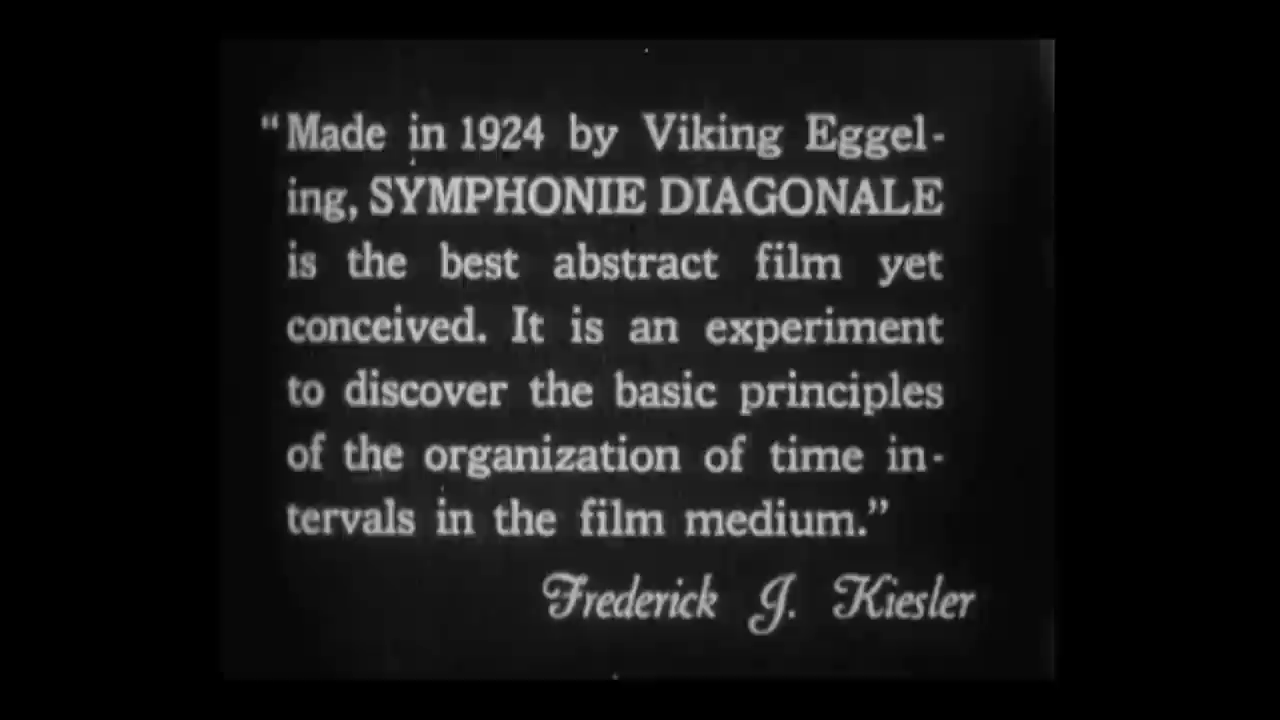 “Made in 1924 by Viking Eggel-
ing, SYMPHONIE DIAGONALE
is the best abstract film yet
conceived. It is an experiment
to discover the basic principles
of the organization of time in-
tervals in the film medium.”
Frederick J. Kiesler